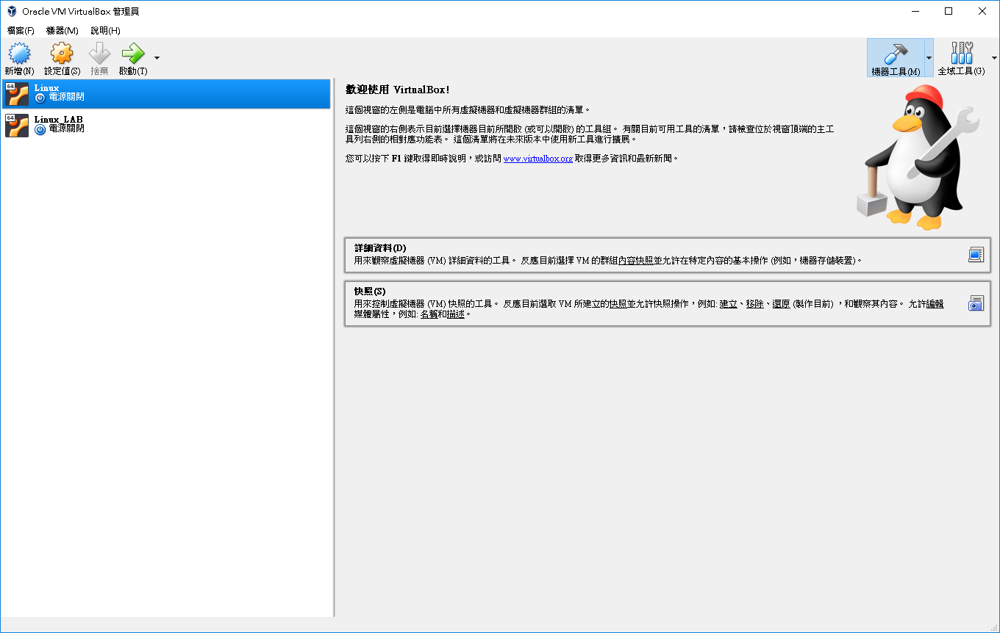 Oracle VM VirtualBox 管理員
檔案(F) 機器(M) 說明(H)
新增(N) 設定值(S) 捨棄 啟動(T) 機器工具(M) 全域工具(G)
64 Linux
電源關閉
64 Linux_LAB
電源關閉
歡迎使用 VirtualBox!
這個視窗的左側是電腦中所有虛擬機器和虛擬機器群組的清單。
這個視窗的右側表示目前選擇機器目前所開啟 (或可以開啟) 的工具組。 有關目前可用工具的清單，請檢查位於視窗頂端的主工
具列右側的相對應功能表。 這個清單將在未來版本中使用新工具進行擴展。
您可以按下 F1 鍵取得即時說明，或訪問 www.virtualbox.org 取得更多資訊和最新新聞。
詳細資料(D)
用來觀察虛擬機器 (VM) 詳細資料的工具。 反應目前選擇 VM 的群組內容快照並允許在特定內容的基本操作 (例如，機器存儲裝置)。
快照(S)
用來控制虛擬機器 (VM) 快照的工具。 反應目前選取 VM 所建立的快照並允許快照操作，例如: 建立、移除、還原 (製作目前) ，和觀察其內容。 允許編輯
媒體屬性，例如: 名稱和描述。